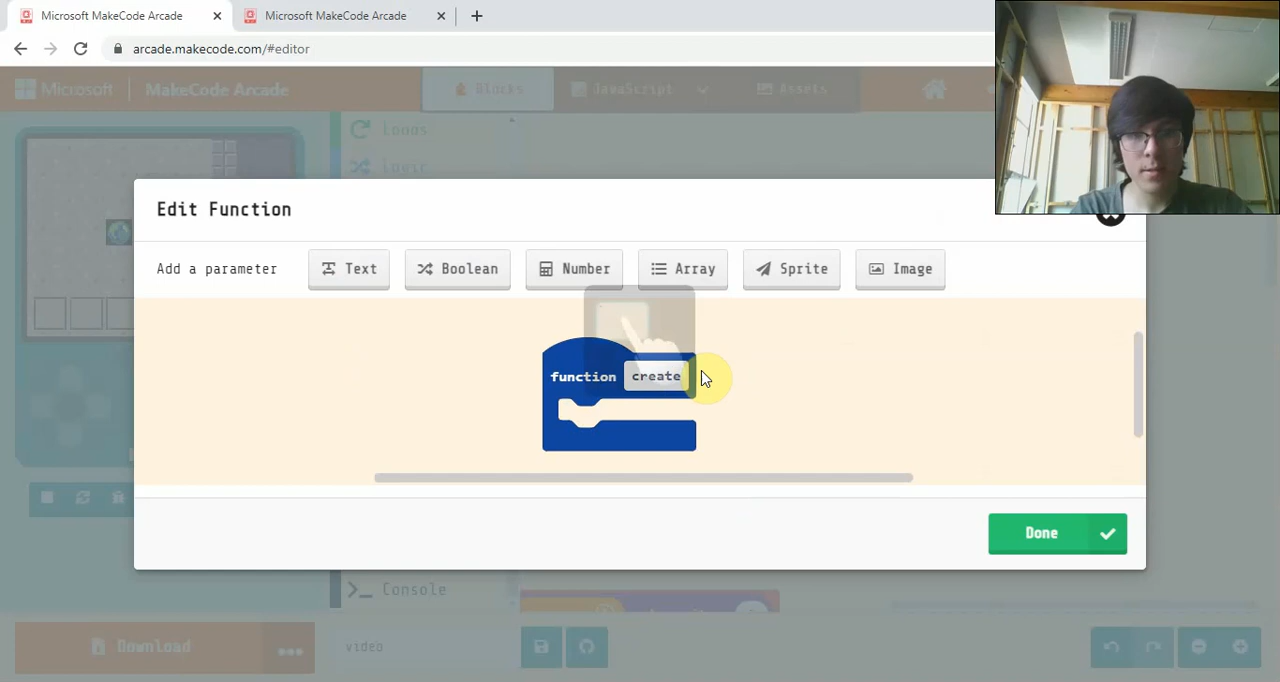 Microsoft MakeCode Arcade
Microsoft MakeCode Arcade
arcade.makecode.com/#editor
Microsoft
MakeCode Arcade
Blocks
JavaScript
Assets
Loops
Logic
Edit Function
Add a parameter
Text
Boolean
Number
Array
Sprite
Image
function create
Done
Console
Download
video